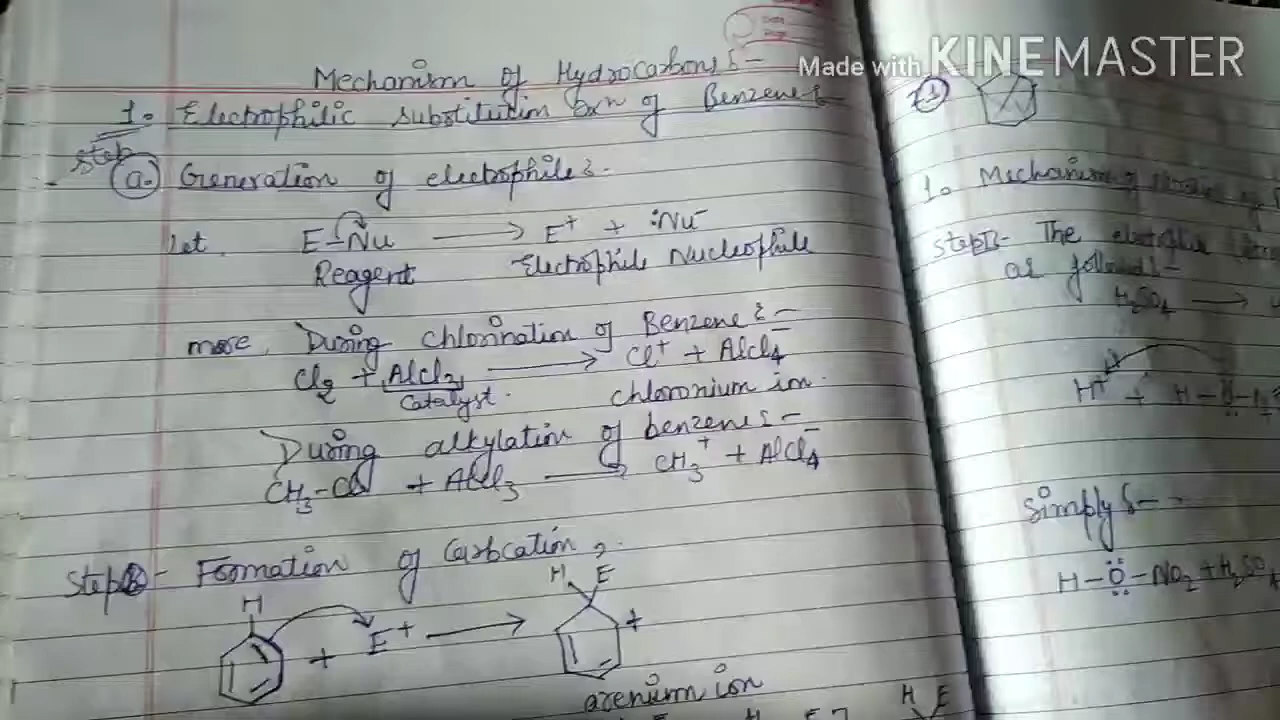 Made with KINEMASTER
Mechanism of Hydrocarbons:-
1. Electrophilic substitution rxn of Benzene:-
Step
a. Generation of electrophile:-
Let E-Nu → E+ + :Nu-
Reagent Electrophile Nucleophile
During Chlorination of Benzene:-
Cl2 + AlCl3 → Cl+ + AlCl4-
Catalyst. chloronium ion.
During alkylation of benzene:-
CH3-Cl + AlCl3 → CH3+ + AlCl4-
Step - Formation of Carbcation
H H E
+ E+ → +
arenium ion
H E
1. Mechanism of
Step I:- The
as follows:-
H2SO4 →
H+ + H-O-N
Simply:-
H-O-NO2 + H2SO4